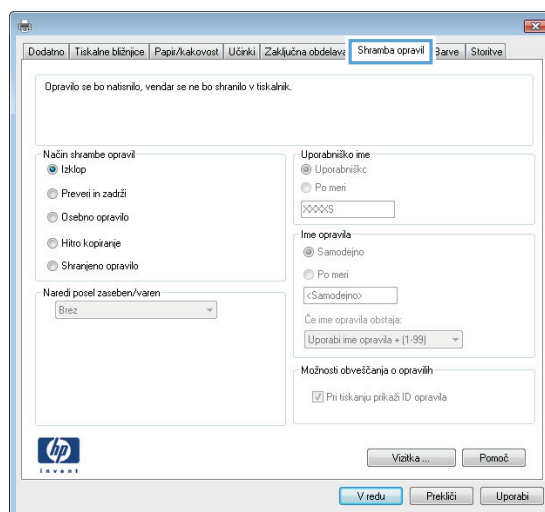 Dodatno Tiskalne bližnjice Papir/kakovost Učinki Zaključna obdelava Shramba opravil Barve Storitve
Opravilo se bo natisnilo, vendar se ne bo shranilo v tiskalnik.
Način shrambe opravil
Izklop
Preveri in zadrži
Osebno opravilo
Hitro kopiranje
Shranjeno opravilo
Naredi posel zaseben/varen
Brez
Uporabniško ime
Uporabnišk
Po meri
XXXXS
Ime opravila
Samodejno
Po meri
<Samodejno>
Če ime opravila obstaja:
Uporabi ime opravila + (1-99)
Možnosti obveščanja o opravilih
Pri tiskanju prikaži ID opravila
hp
invent
Vizitka ... Pomoč
V redu Prekliči Uporabi